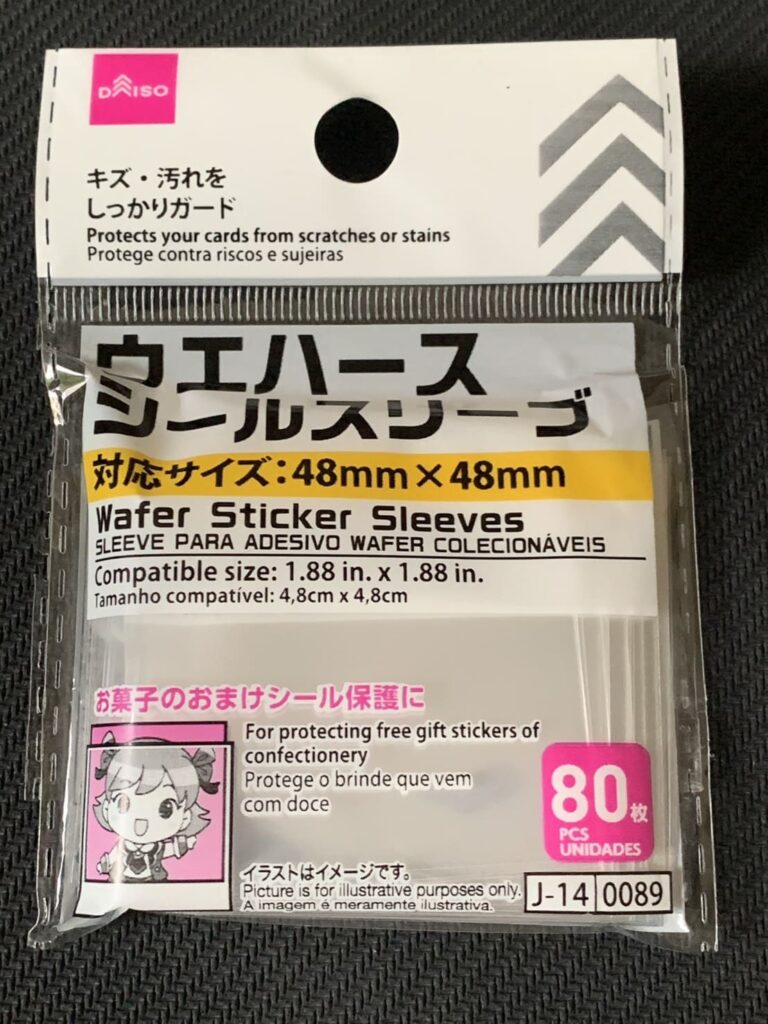 DAISO
キズ・汚れを
しっかりガード
Protects your cards from scratches or stains
Protege contra riscos e sujeiras
ウエハース
シールスリーブ
対応サイズ：48mm×48mm
Wafer Sticker Sleeves
SLEEVE PARA ADESIVO WAFER COLECIONÁVEIS
Compatible size: 1.88 in. x 1.88 in.
Tamanho compatível: 4,8cm x 4,8cm
お菓子のおまけシール保護に
For protecting free gift stickers of
confectionery
Protege o brinde que vem
com doce
80枚
PCS
UNIDADES
イラストはイメージです。
Picture is for illustrative purposes only.
A imagem é meramente ilustrativa.
J-14 0089